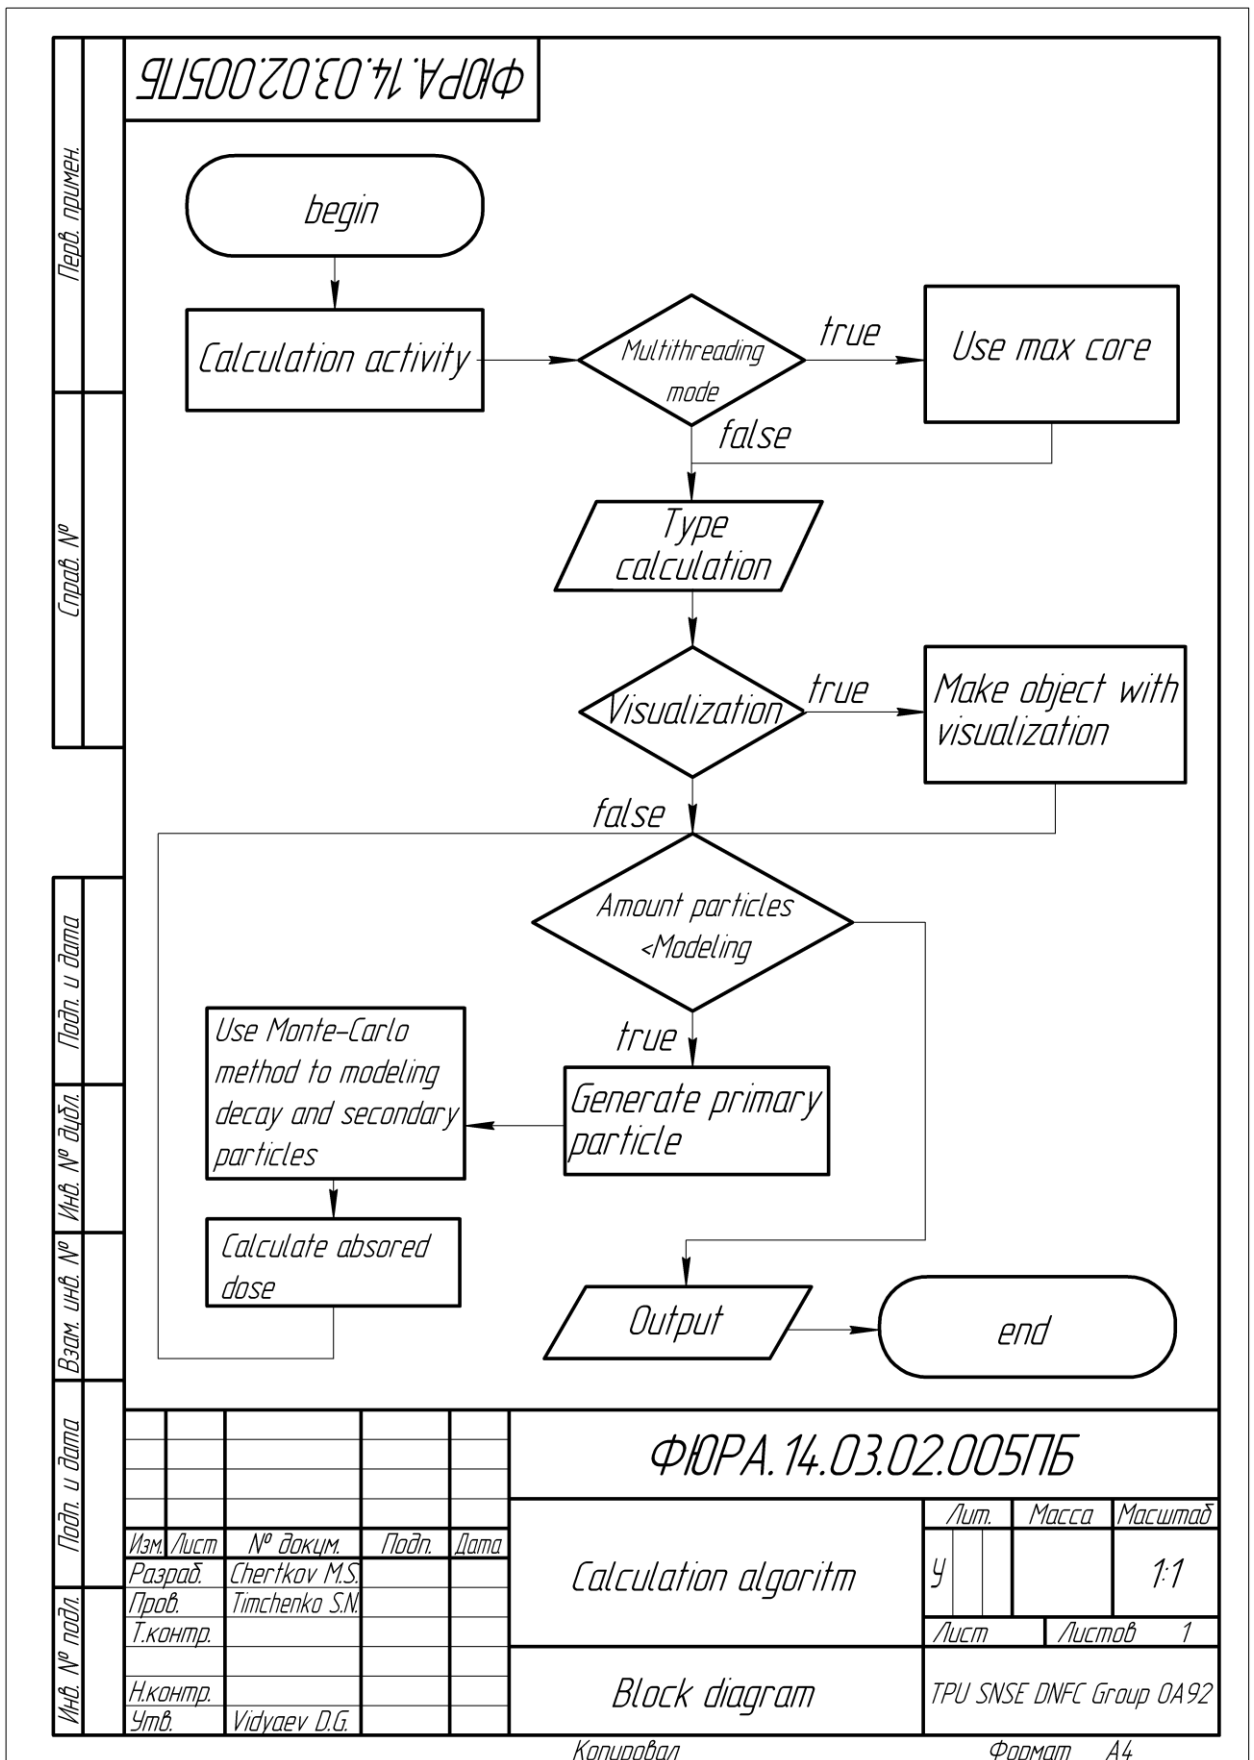 ФЮРА.14.03.02.005ПБ
Перв. примен.
Справ. №
Подп. и дата
Инв. № дубл.
Взам. инв. №
Подп. и дата
Инв. № подл.
begin
Calculation activity
Multithreading
mode
true
Use max core
false
Type
calculation
Visualization
true
Make object with
visualization
false
Amount particles
<Modeling
true
Use Monte-Carlo
method to modeling
decay and secondary
particles
Generate primary
particle
Calculate absored
dose
Output
end
ФЮРА.14.03.02.005ПБ
Изм. Лист № докум. Подп. Дата
Разраб. Chertkov M.S.
Пров. Timchenko S.N.
Т.контр.
Н.контр.
Утв. Vidyaev D.G.
Calculation algoritm
Block diagram
Лит. Масса Масштаб
У 1:1
Лист Листов 1
TPU SNSE DNFC Group 0A92
Копировал Формат А4